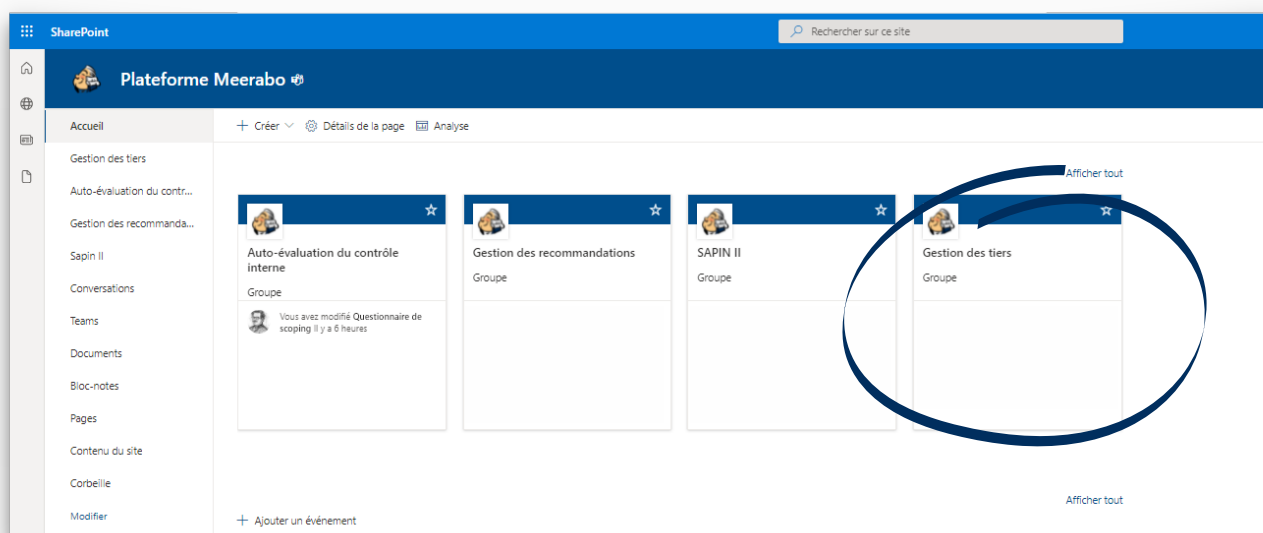 SharePoint
Rechercher sur ce site
Plateforme Meerabo
Accueil
Gestion des tiers
Auto-évaluation du contr...
Gestion des recommanda...
Sapin II
Conversations
Teams
Documents
Bloc-notes
Pages
Contenu du site
Corbeille
Modifier
+ Créer
Détails de la page
Analyse
Afficher tout
Auto-évaluation du contrôle
interne
Groupe
Vous avez modifié Questionnaire de
scoping Il y a 6 heures
Gestion des recommandations
Groupe
SAPIN II
Groupe
Gestion des tiers
Groupe
Afficher tout
+ Ajouter un événement